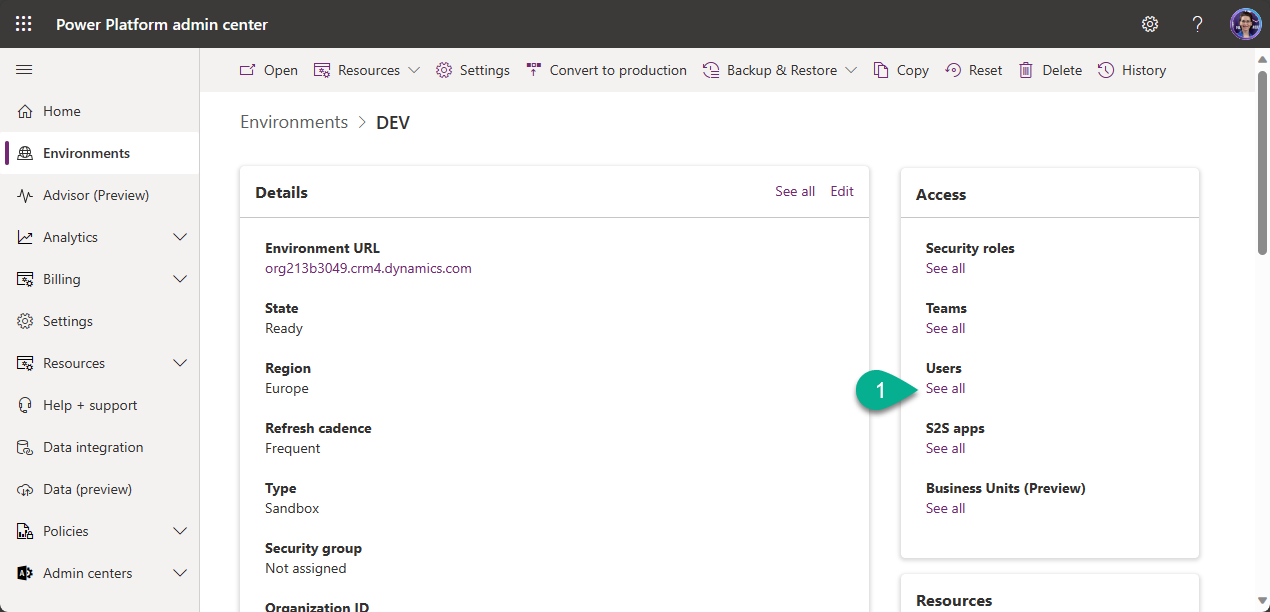 Power Platform admin center
?
Open
Resources
Settings
Convert to production
Backup & Restore
Copy
Reset
Delete
History
Home
Environments
Advisor (Preview)
Analytics
Billing
Settings
Resources
Help + support
Data integration
Data (preview)
Policies
Admin centers
Environments > DEV
Details
See all
Edit
Environment URL
org213b3049.crm4.dynamics.com
State
Ready
Region
Europe
Refresh cadence
Frequent
Type
Sandbox
Security group
Not assigned
Organization ID
Access
Security roles
See all
Teams
See all
Users
1
See all
S2S apps
See all
Business Units (Preview)
See all
Resources